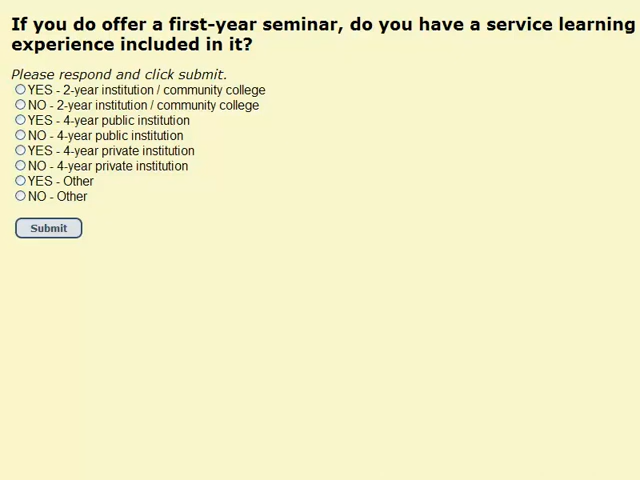 If you do offer a first-year seminar, do you have a service learning
experience included in it?
Please respond and click submit.
YES - 2-year institution / community college
NO - 2-year institution / community college
YES - 4-year public institution
NO - 4-year public institution
YES - 4-year private institution
NO - 4-year private institution
YES - Other
NO - Other
Submit